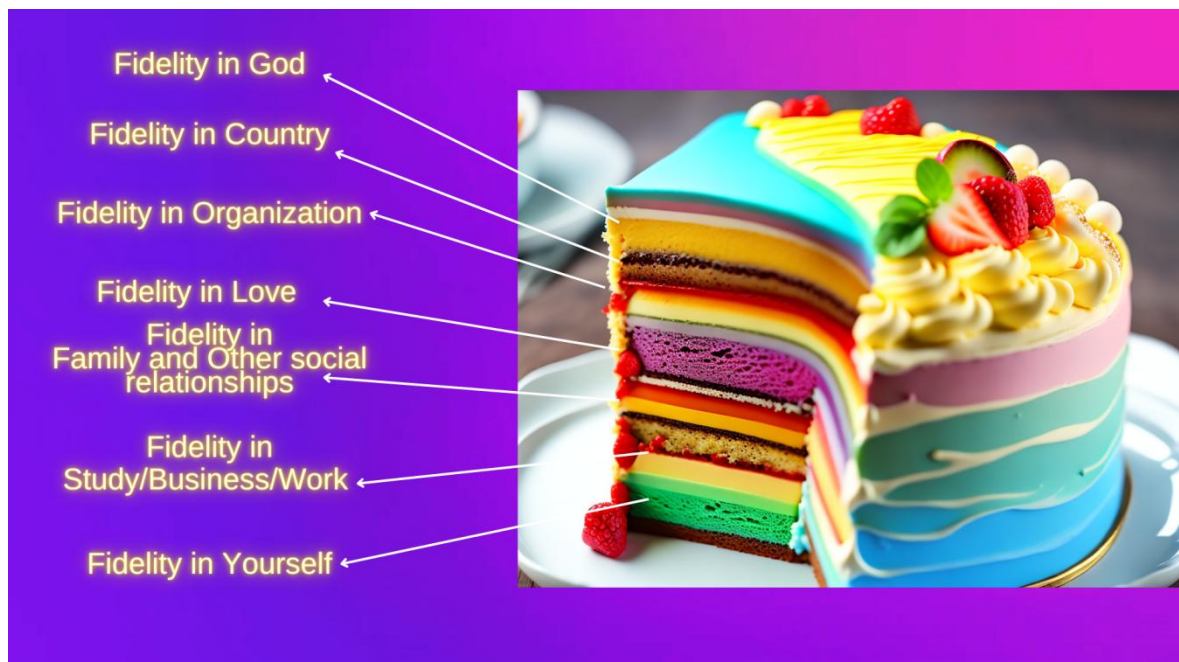 Fidelity in God
Fidelity in Country
Fidelity in Organization
Fidelity in Love
Fidelity in
Family and Other social
relationships
Fidelity in
Study/Business/Work
Fidelity in Yourself